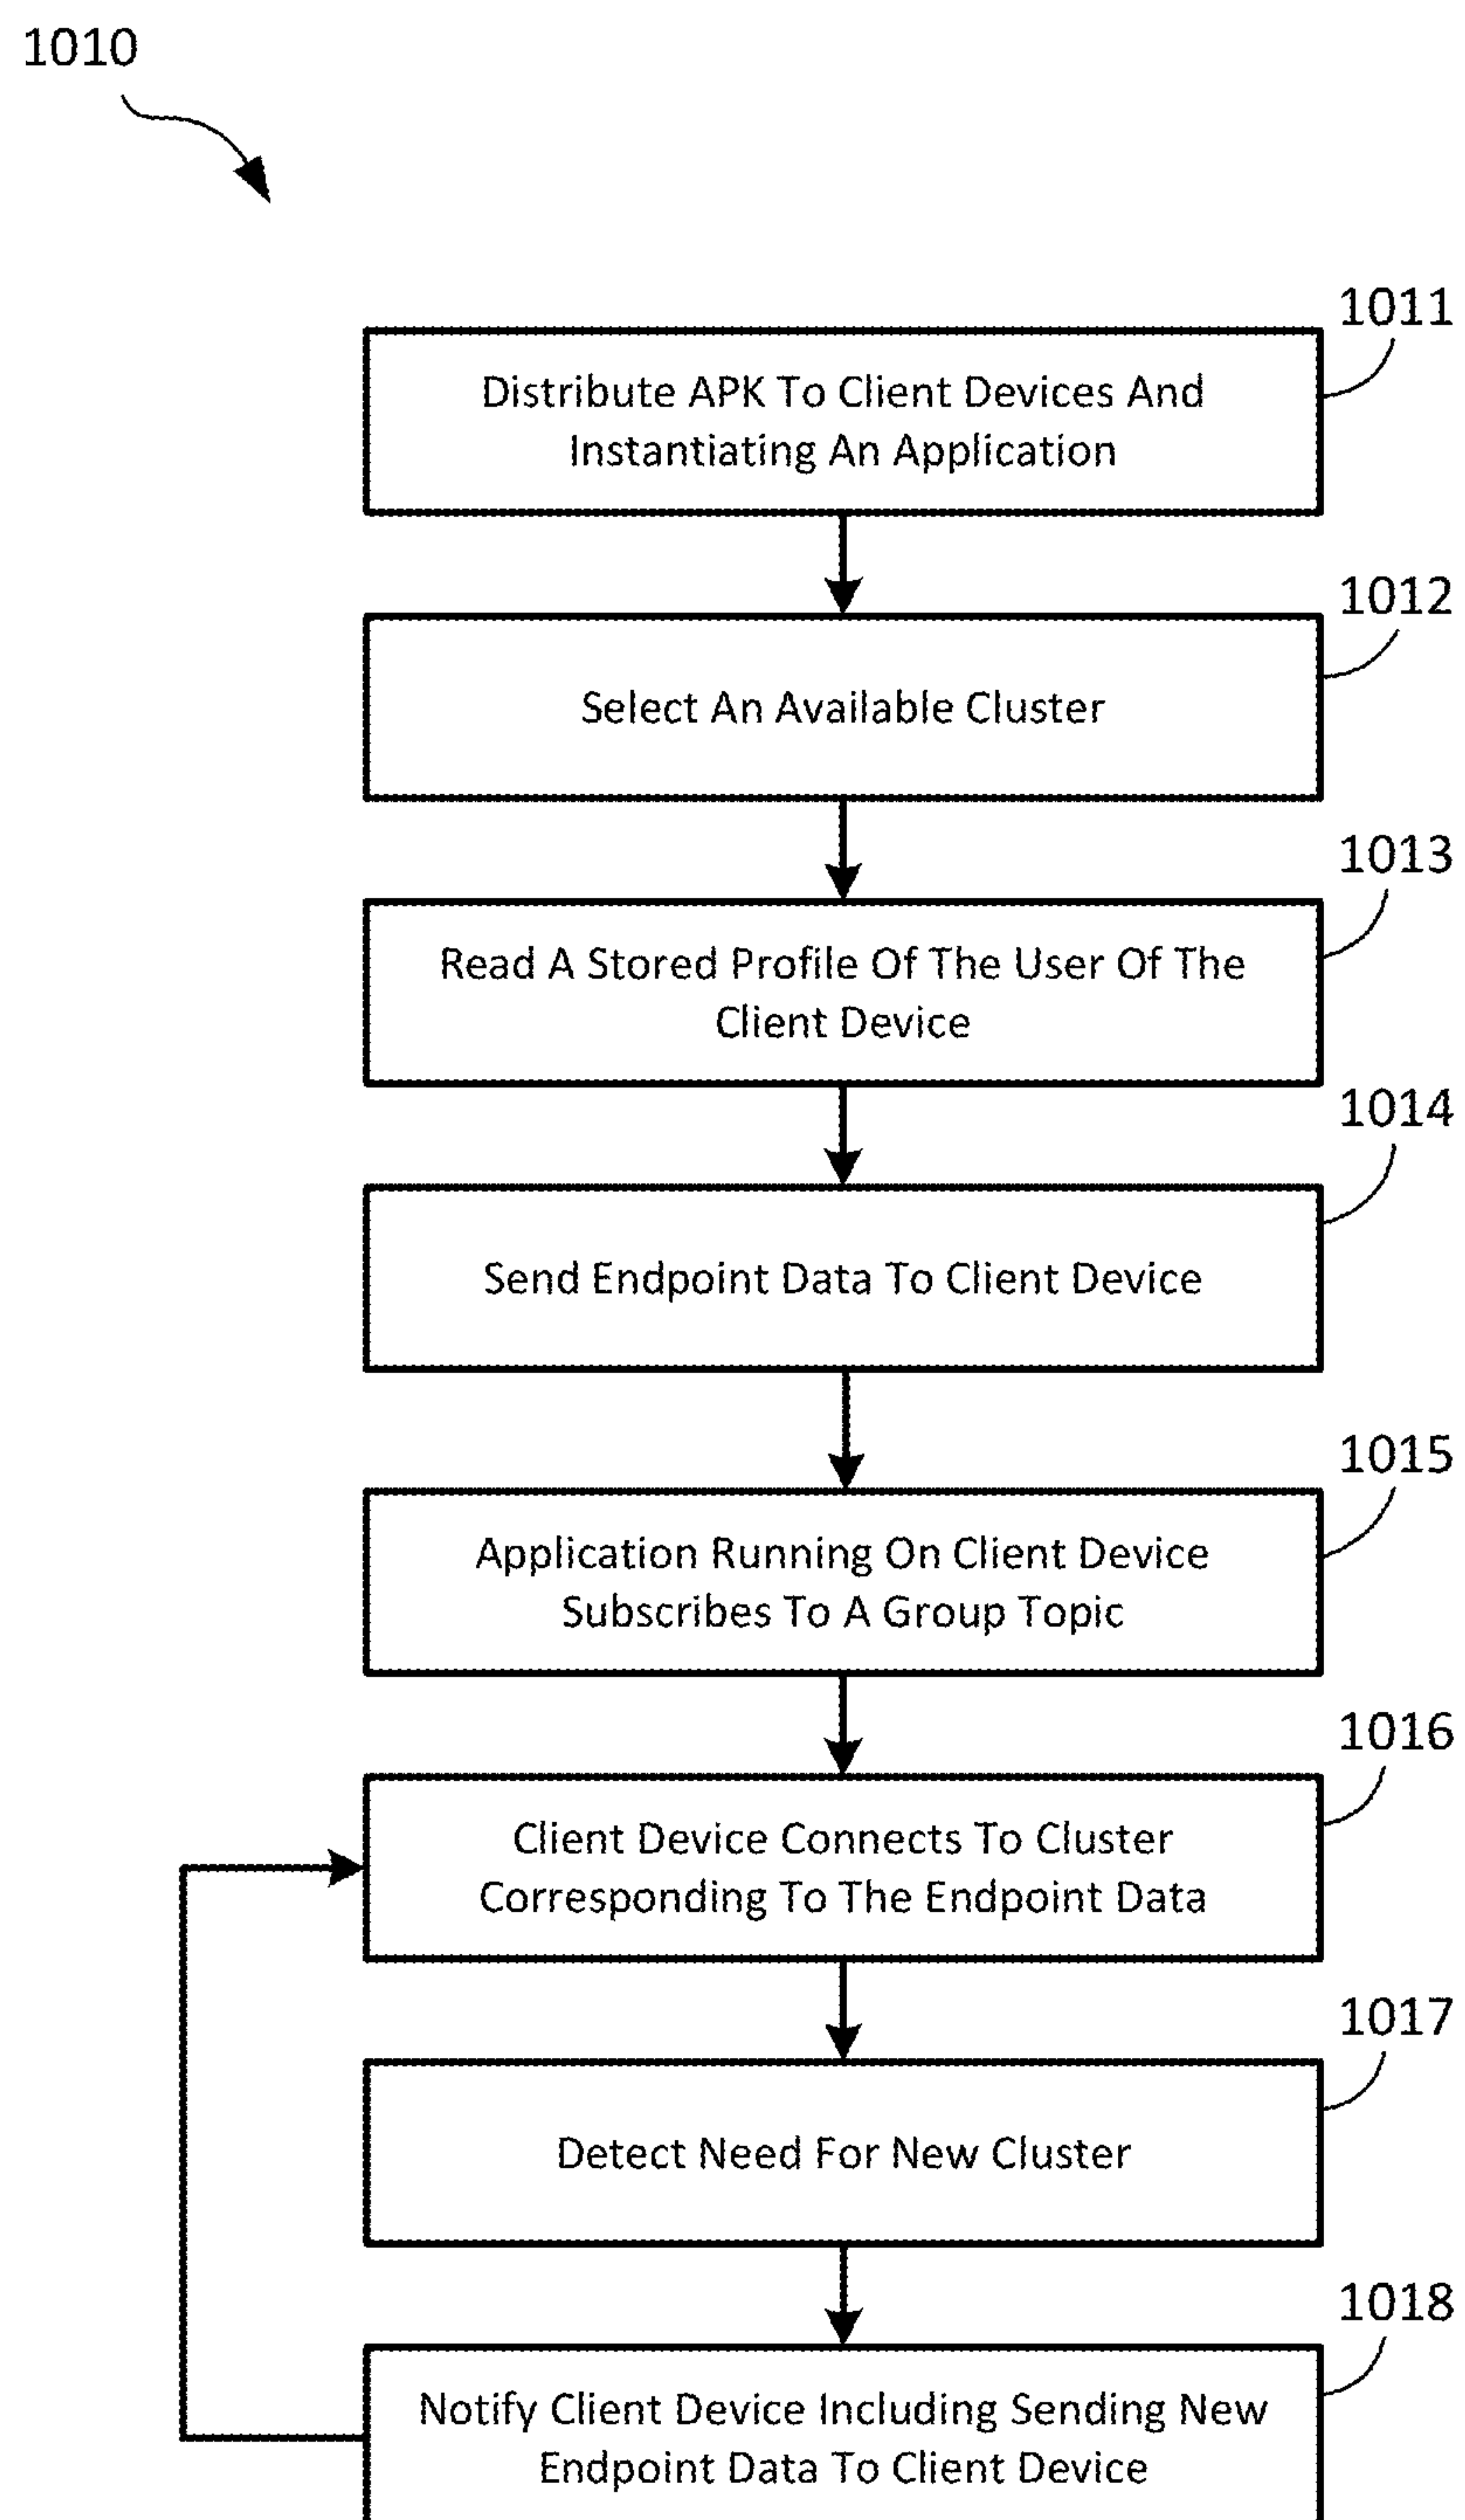 1010
1011
Distribute APK To Client Devices And
Instantiating An Application
1012
Select An Available Cluster
1013
Read A Stored Profile Of The User Of The
Client Device
1014
Send Endpoint Data To Client Device
1015
Application Running On Client Device
Subscribes To A Group Topic
1016
Client Device Connects To Cluster
Corresponding To The Endpoint Data
1017
Detect Need For New Cluster
1018
Notify Client Device Including Sending New
Endpoint Data To Client Device